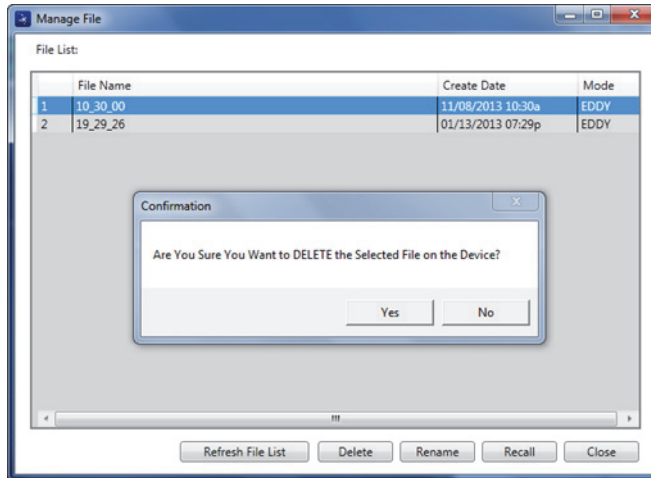 Manage File
File List:
File Name Create Date Mode
1 10_30_00 11/08/2013 10:30a EDDY
2 19_29_26 01/13/2013 07:29p EDDY
Confirmation
Are You Sure You Want to DELETE the Selected File on the Device?
Yes No
Refresh File List Delete Rename Recall Close